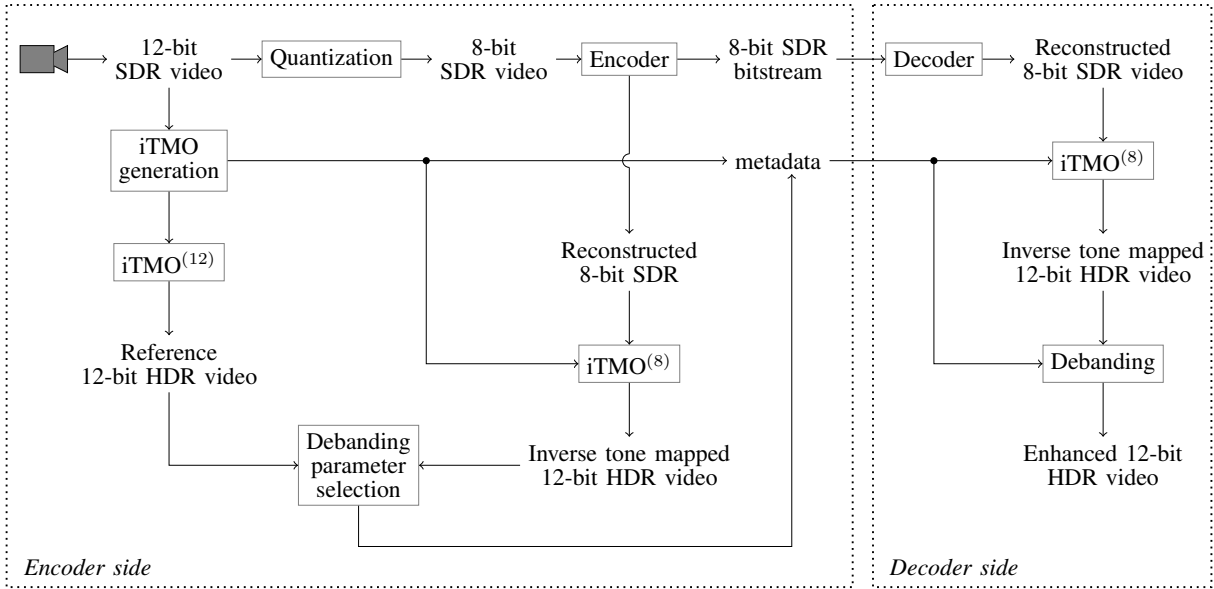 12-bit
SDR video
Quantization
8-bit
SDR video
Encoder
8-bit SDR
bitstream
Decoder
Reconstructed
8-bit SDR video
iTMO
generation
metadata
iTMO⁽⁸⁾
iTMO⁽¹²⁾
Reconstructed
8-bit SDR
Inverse tone mapped
12-bit HDR video
Reference
12-bit HDR video
iTMO⁽⁸⁾
Debanding
Debanding
parameter
selection
Inverse tone mapped
12-bit HDR video
Enhanced 12-bit
HDR video
Encoder side
Decoder side